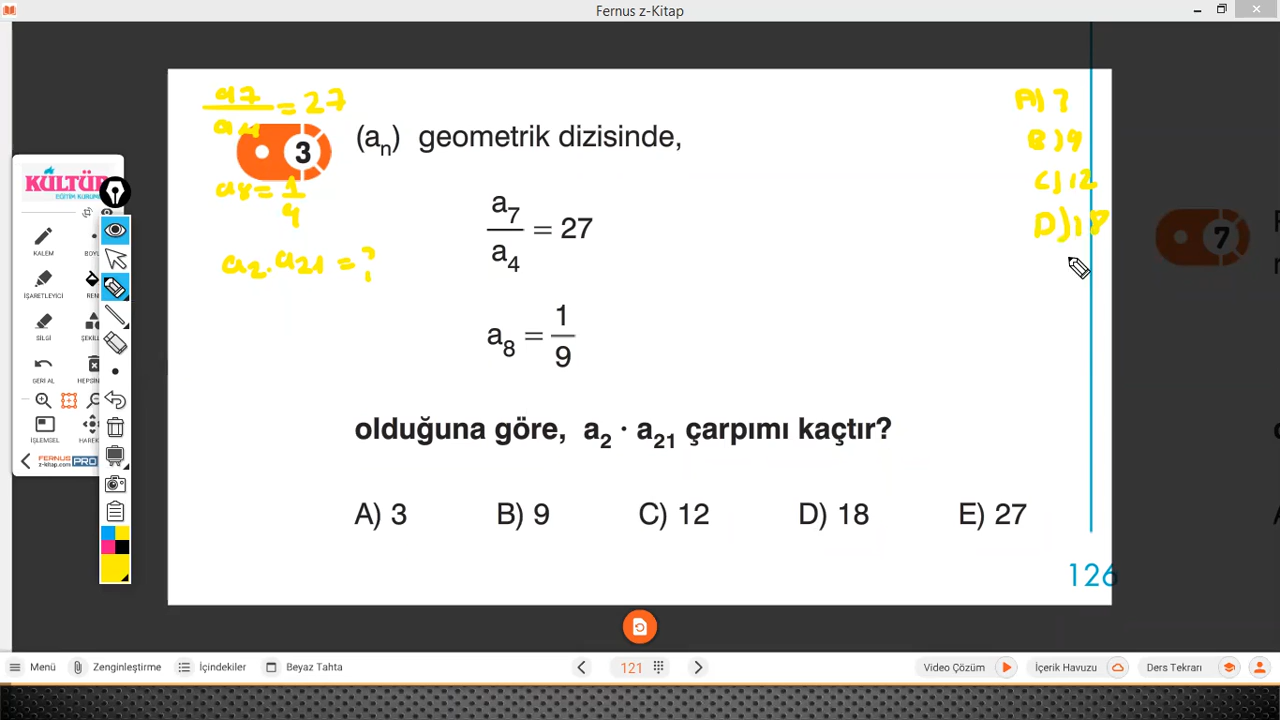 Fernus z-Kitap
a7/a4 = 27
a8 = 1/9
a2 . a21 = ?
A) 7
B) 9
C) 12
D) 18
3
(aₙ) geometrik dizisinde,
a₇/a₄ = 27
a₈ = 1/9
olduğuna göre, a₂ · a₂₁ çarpımı kaçtır?
A) 3 B) 9 C) 12 D) 18 E) 27
126
7
KÜLTÜR
EĞİTİM KURUMLARI
KALEM
İŞARETLEYİCİ
SİLGİ
GERİ AL
İŞLEMSEL
FERNUS
z-kitap.com
PRO
Menü
Zenginleştirme
İçindekiler
Beyaz Tahta
121
Video Çözüm
İçerik Havuzu
Ders Tekrarı